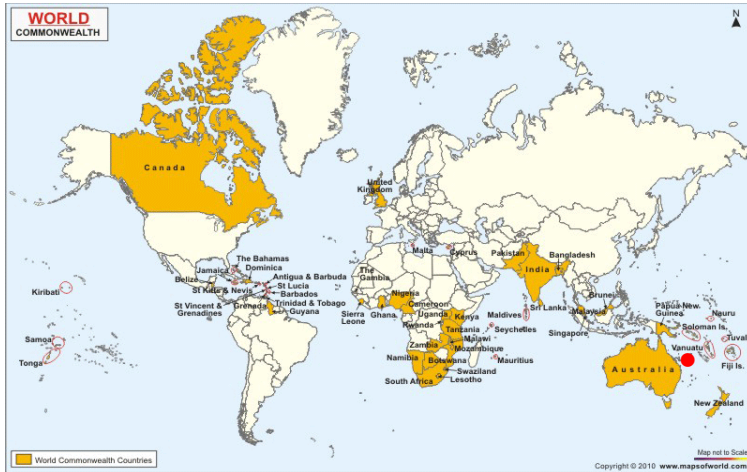 WORLD
COMMONWEALTH
N
Canada
United
Kingdom
Malta
Cyprus
Pakistan
Bangladesh
India
The Bahamas
Jamaica
Dominica
Antigua & Barbuda
Belize
St Kitts & Nevis
St Lucia
Barbados
St Vincent &
Grenadines
Grenada
Trinidad & Tobago
Guyana
The
Gambia
Nigeria
Cameroon
Sierra
Leone
Ghana
Uganda
Kenya
Rwanda
Tanzania
Malawi
Zambia
Mozambique
Namibia
Botswana
Swaziland
South Africa
Lesotho
Maldives
Sri Lanka
Seychelles
Mauritius
Brunei
Malaysia
Singapore
Papua New
Guinea
Nauru
Soloman Is.
Tuval
Vanuatu
Fiji Is.
Kiribati
Samoa
Tonga
Australia
New Zealand
World Commonwealth Countries
Map not to Scale
Copyright © 2010 www.mapsofworld.com